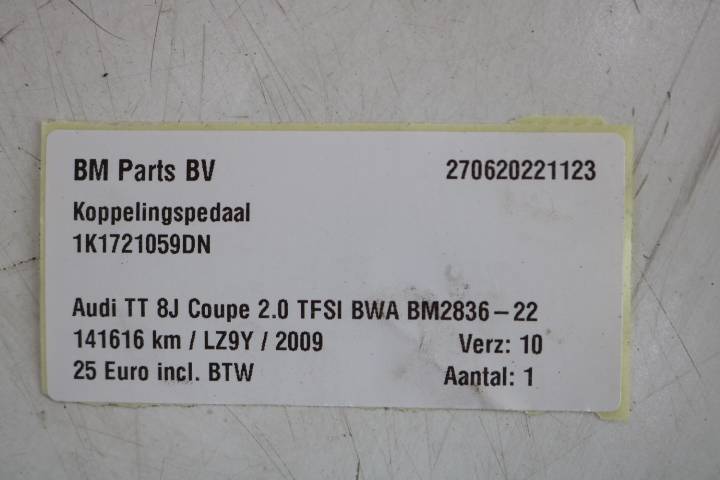 BM Parts BV 270620221123
Koppelingspedaal
1K1721059DN
Audi TT 8J Coupe 2.0 TFSI BWA BM2836-22
141616 km / LZ9Y / 2009 Verz: 10
25 Euro incl. BTW Aantal: 1